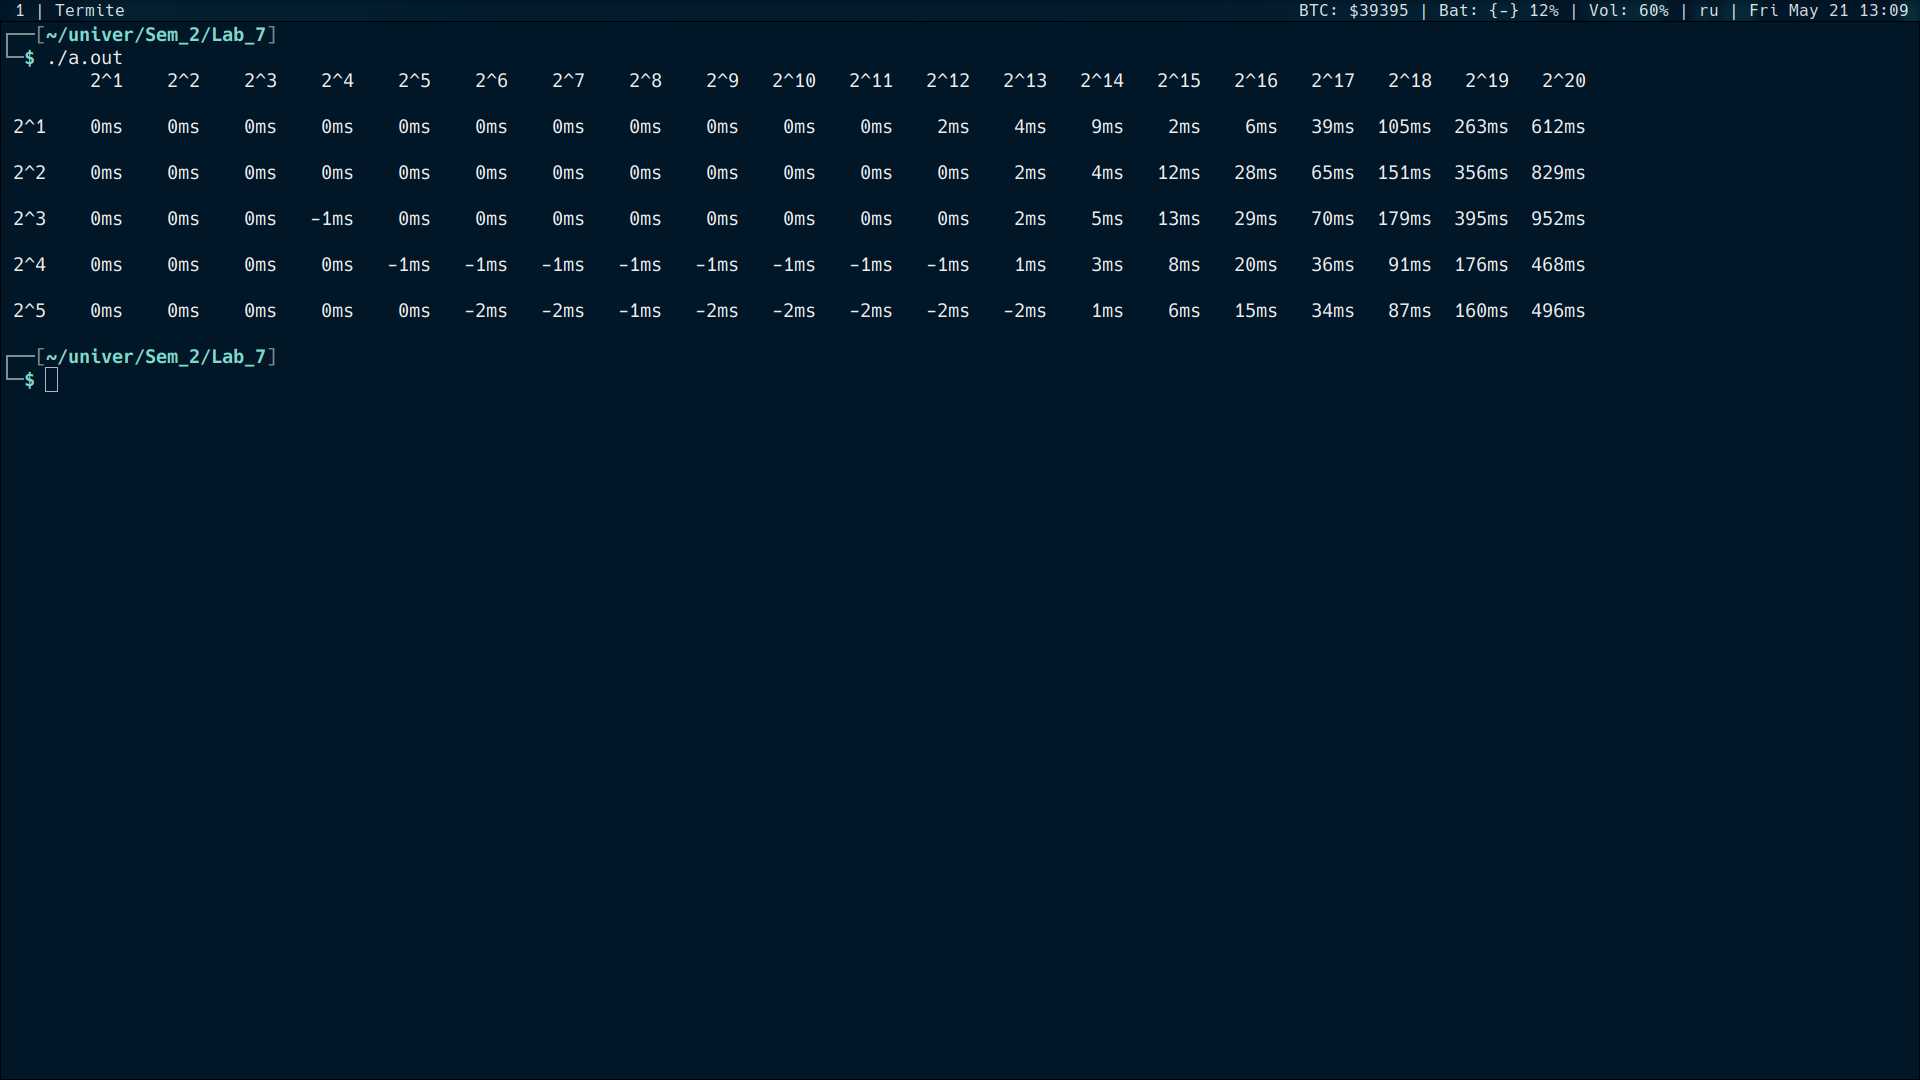 1 | Termite BTC: $39395 | Bat: {-} 12% | Vol: 60% | ru | Fri May 21 13:09
[~/univer/Sem_2/Lab_7]
$ ./a.out
2^1 2^2 2^3 2^4 2^5 2^6 2^7 2^8 2^9 2^10 2^11 2^12 2^13 2^14 2^15 2^16 2^17 2^18 2^19 2^20
2^1 0ms 0ms 0ms 0ms 0ms 0ms 0ms 0ms 0ms 0ms 0ms 2ms 4ms 9ms 2ms 6ms 39ms 105ms 263ms 612ms
2^2 0ms 0ms 0ms 0ms 0ms 0ms 0ms 0ms 0ms 0ms 0ms 0ms 2ms 4ms 12ms 28ms 65ms 151ms 356ms 829ms
2^3 0ms 0ms 0ms -1ms 0ms 0ms 0ms 0ms 0ms 0ms 0ms 0ms 2ms 5ms 13ms 29ms 70ms 179ms 395ms 952ms
2^4 0ms 0ms 0ms 0ms -1ms -1ms -1ms -1ms -1ms -1ms -1ms -1ms 1ms 3ms 8ms 20ms 36ms 91ms 176ms 468ms
2^5 0ms 0ms 0ms 0ms 0ms -2ms -2ms -1ms -2ms -2ms -2ms -2ms -2ms 1ms 6ms 15ms 34ms 87ms 160ms 496ms
[~/univer/Sem_2/Lab_7]
$